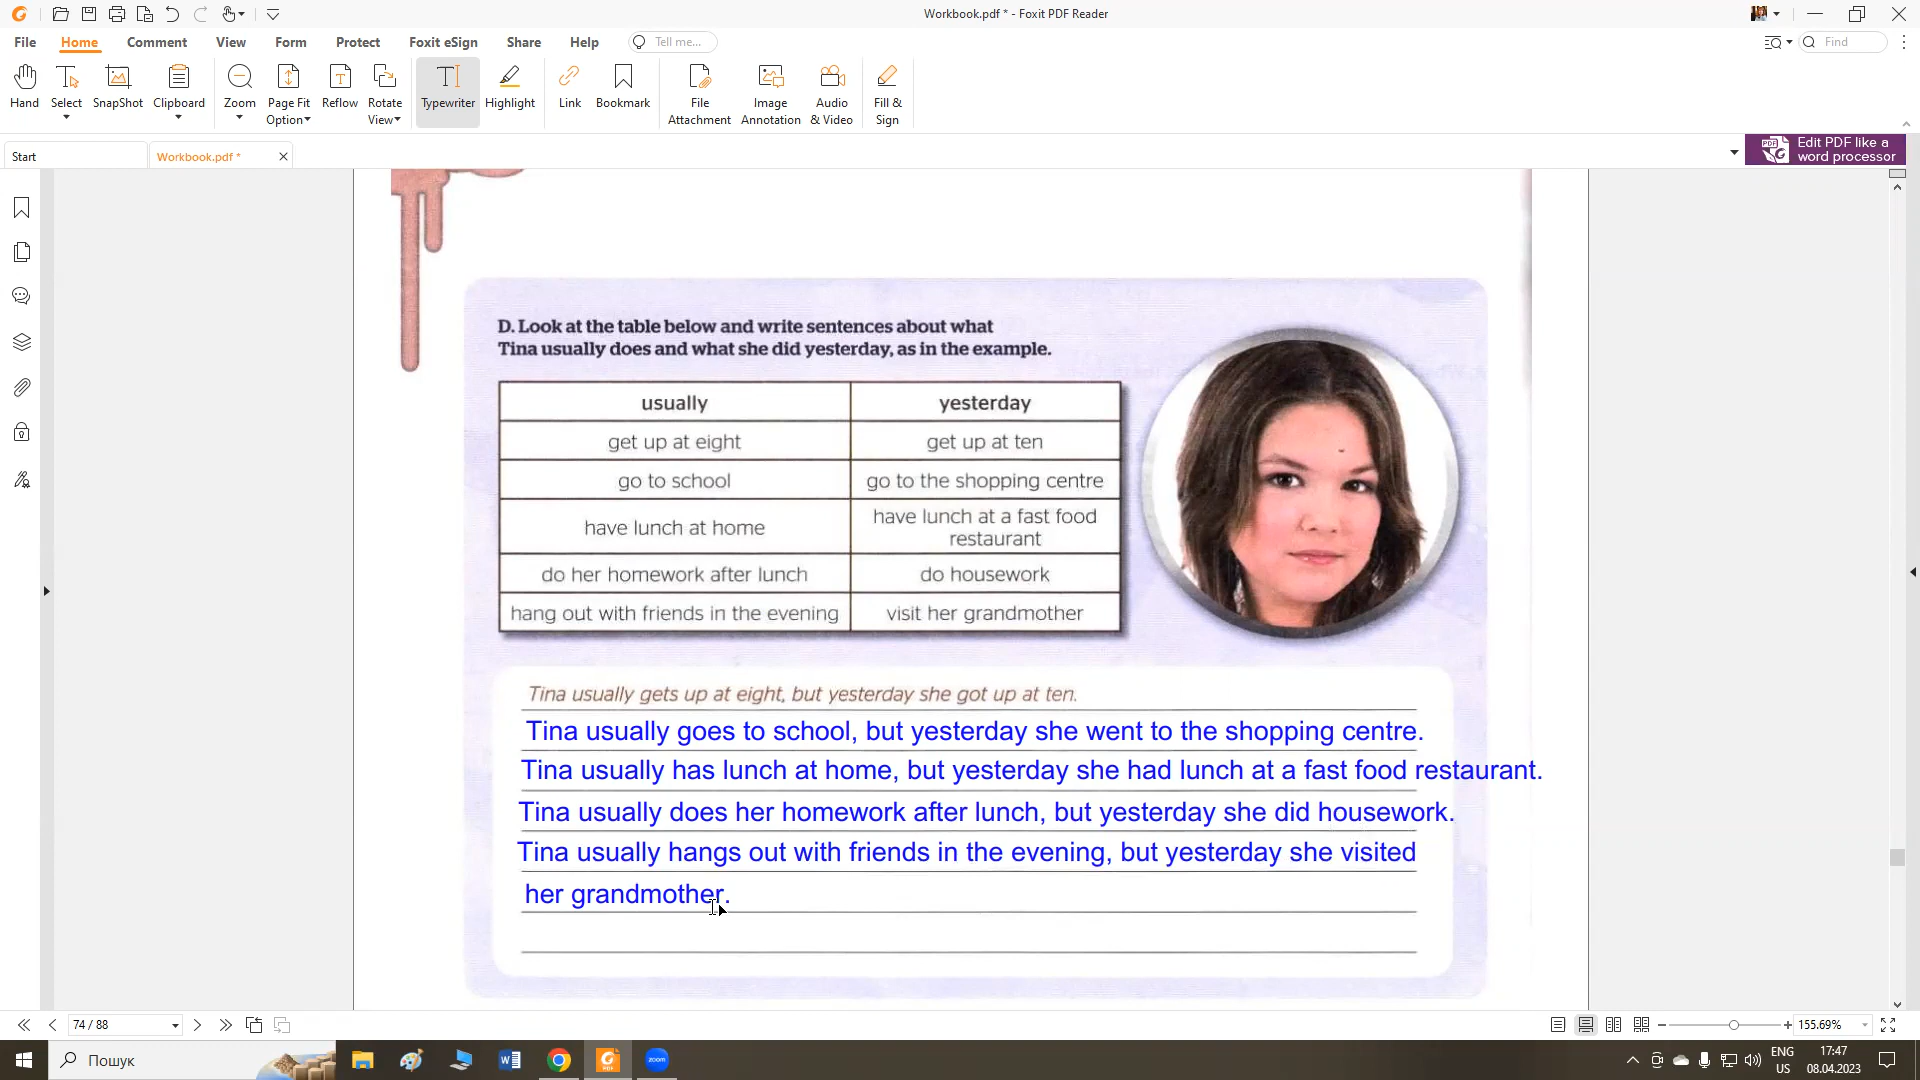 Workbook.pdf * - Foxit PDF Reader
File Home Comment View Form Protect Foxit eSign Share Help Tell me... Find
Hand Select SnapShot Clipboard Zoom Page Fit Option Reflow Rotate View Typewriter Highlight Link Bookmark File Attachment Image Annotation Audio & Video Fill & Sign
Start Workbook.pdf *
Edit PDF like a
word processor
D. Look at the table below and write sentences about what
Tina usually does and what she did yesterday, as in the example.
usually yesterday
get up at eight get up at ten
go to school go to the shopping centre
have lunch at home have lunch at a fast food restaurant
do her homework after lunch do housework
hang out with friends in the evening visit her grandmother
Tina usually gets up at eight, but yesterday she got up at ten.
Tina usually goes to school, but yesterday she went to the shopping centre.
Tina usually has lunch at home, but yesterday she had lunch at a fast food restaurant.
Tina usually does her homework after lunch, but yesterday she did housework.
Tina usually hangs out with friends in the evening, but yesterday she visited
her grandmother.
74 / 88 155.69%
Пошук zoom ENG 17:47
US 08.04.2023